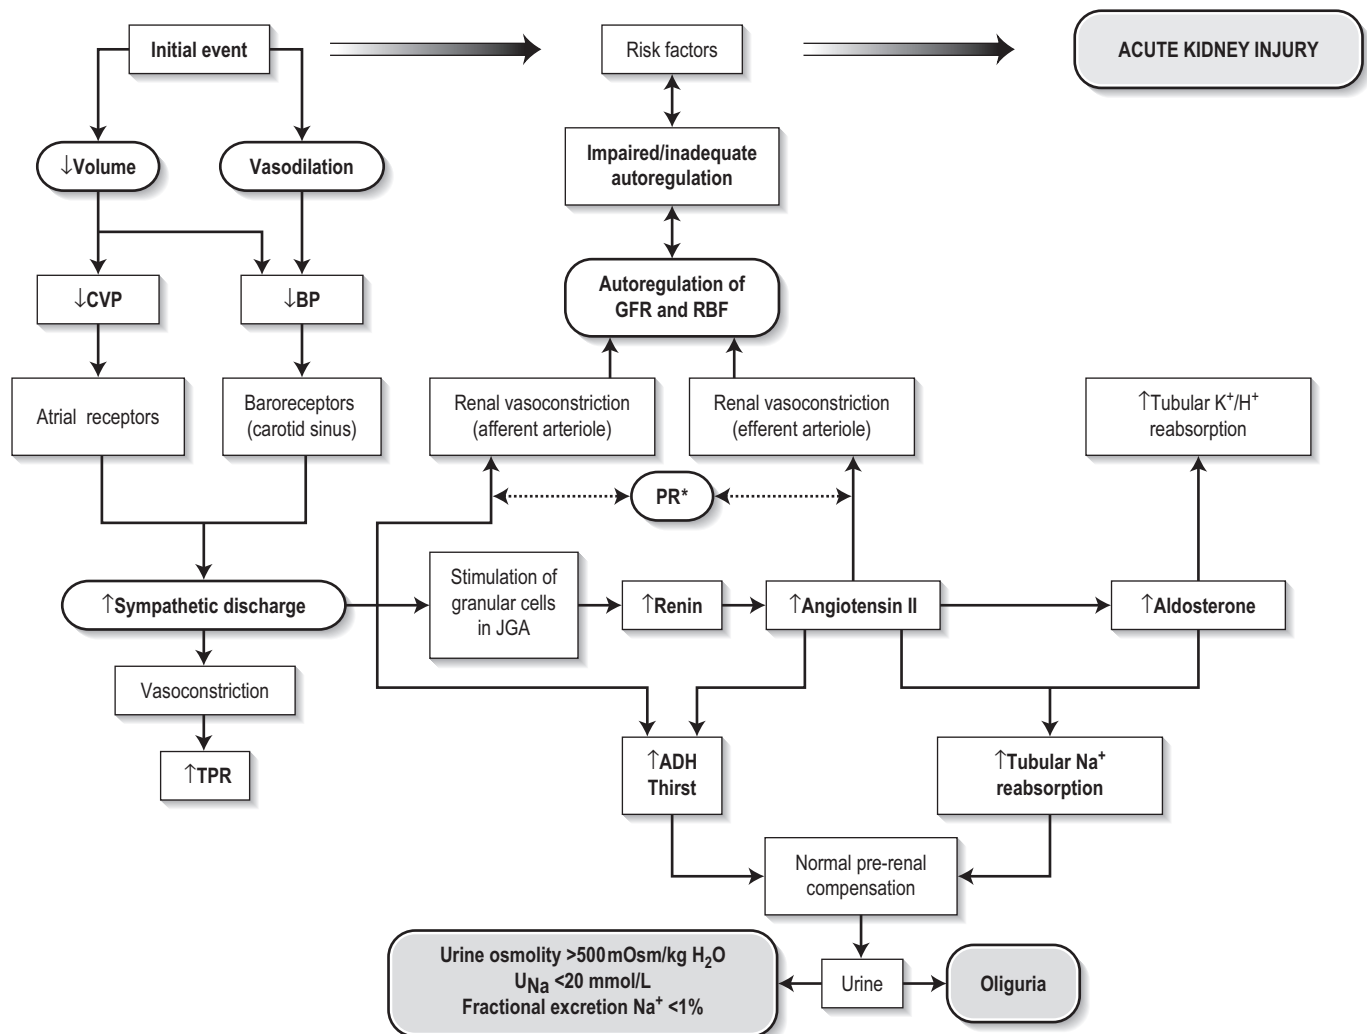 Initial event
Risk factors
ACUTE KIDNEY INJURY
↓Volume
Vasodilation
Impaired/inadequate
autoregulation
↓CVP
↓BP
Autoregulation of
GFR and RBF
Atrial receptors
Baroreceptors
(carotid sinus)
Renal vasoconstriction
(afferent arteriole)
Renal vasoconstriction
(efferent arteriole)
↑Tubular K⁺/H⁺
reabsorption
PR*
↑Sympathetic discharge
Stimulation of
granular cells
in JGA
↑Renin
↑Angiotensin II
↑Aldosterone
Vasoconstriction
↑TPR
↑ADH
Thirst
↑Tubular Na⁺
reabsorption
Normal pre-renal
compensation
Urine osmolity >500 mOsm/kg H₂O
U_Na <20 mmol/L
Fractional excretion Na⁺ <1%
Urine
Oliguria